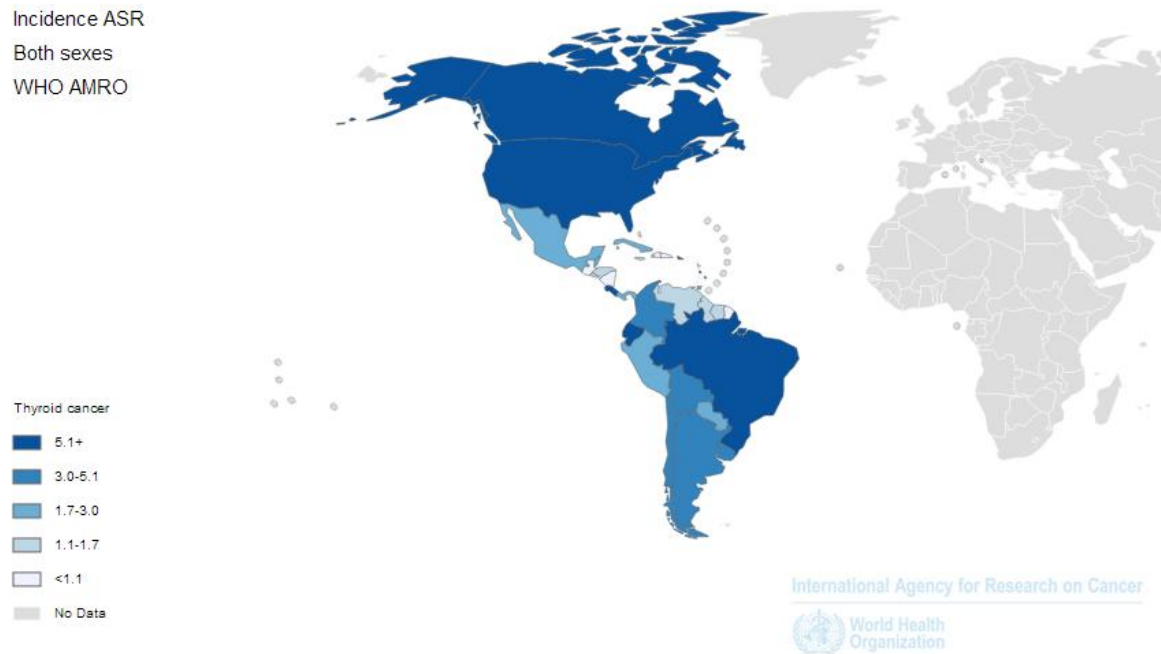 Incidence ASR
Both sexes
WHO AMRO
Thyroid cancer
5.1+
3.0-5.1
1.7-3.0
1.1-1.7
<1.1
No Data
International Agency for Research on Cancer
World Health
Organization